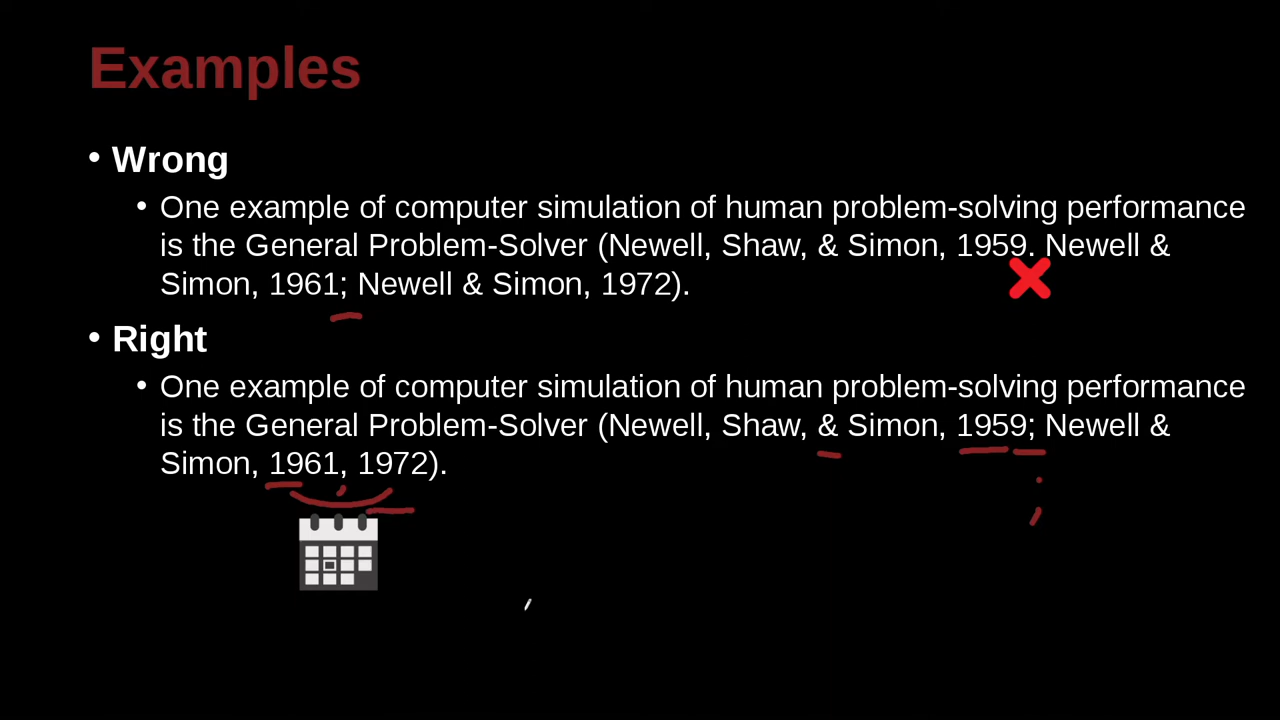 Examples
• Wrong
• One example of computer simulation of human problem-solving performance
is the General Problem-Solver (Newell, Shaw, & Simon, 1959. Newell &
Simon, 1961; Newell & Simon, 1972).
• Right
• One example of computer simulation of human problem-solving performance
is the General Problem-Solver (Newell, Shaw, & Simon, 1959; Newell &
Simon, 1961, 1972).
;